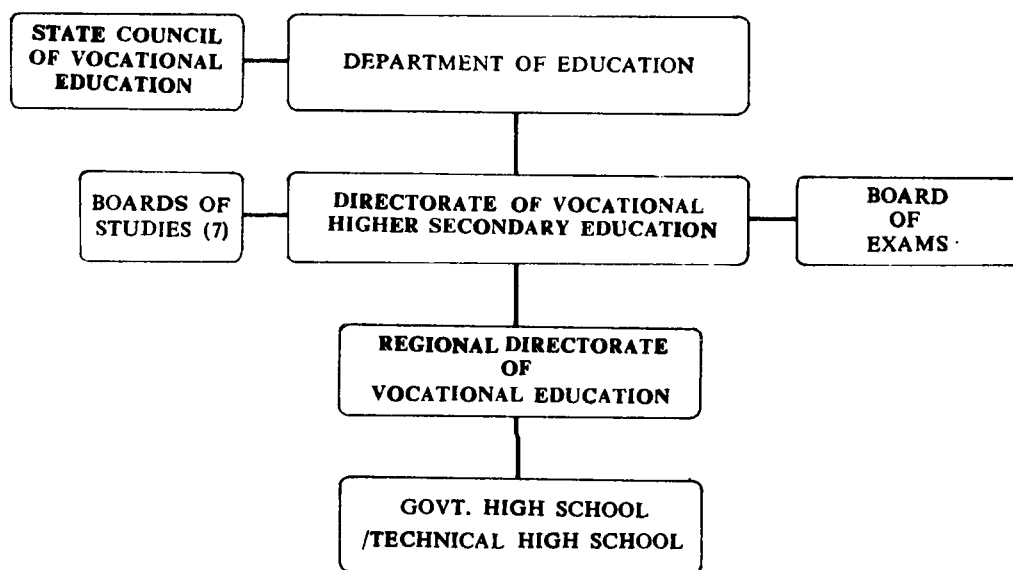 STATE COUNCIL
OF VOCATIONAL
EDUCATION
DEPARTMENT OF EDUCATION
BOARDS OF
STUDIES (7)
DIRECTORATE OF VOCATIONAL
HIGHER SECONDARY EDUCATION
BOARD
OF
EXAMS
REGIONAL DIRECTORATE
OF
VOCATIONAL EDUCATION
GOVT. HIGH SCHOOL
/TECHNICAL HIGH SCHOOL